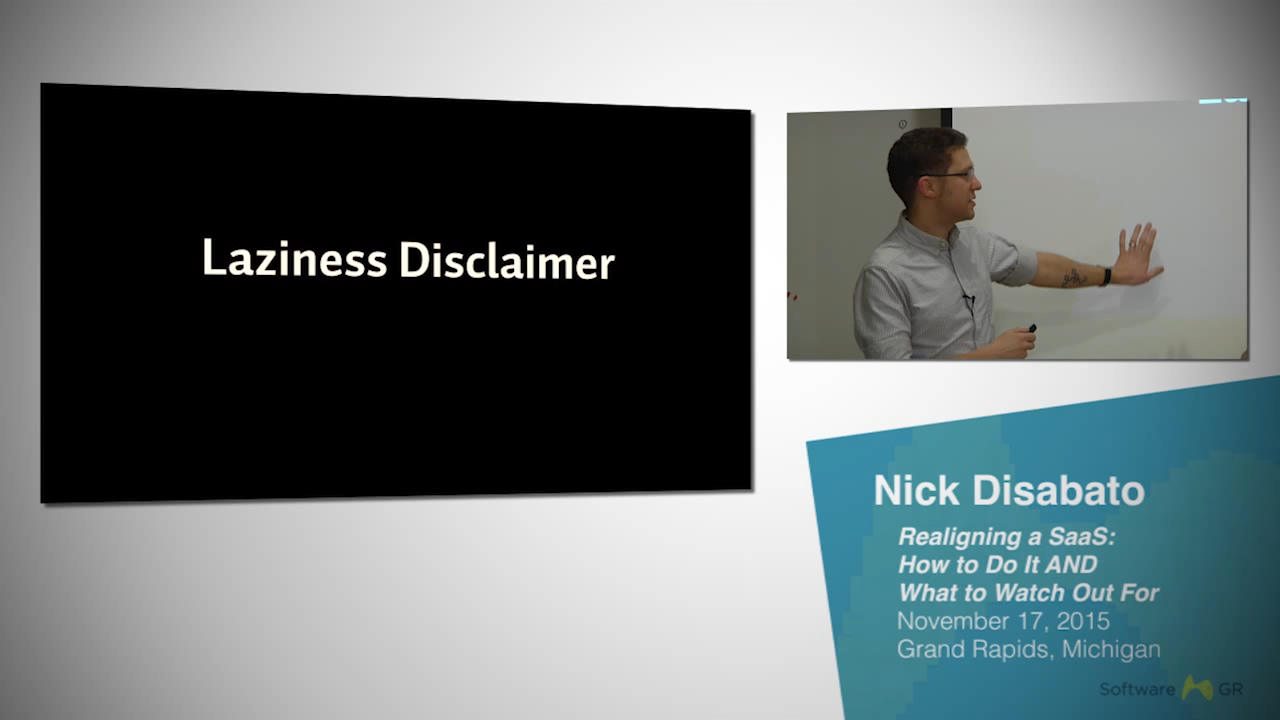 Laziness Disclaimer
Nick Disabato
Realigning a SaaS:
How to Do It AND
What to Watch Out For
November 17, 2015
Grand Rapids, Michigan
Software GR